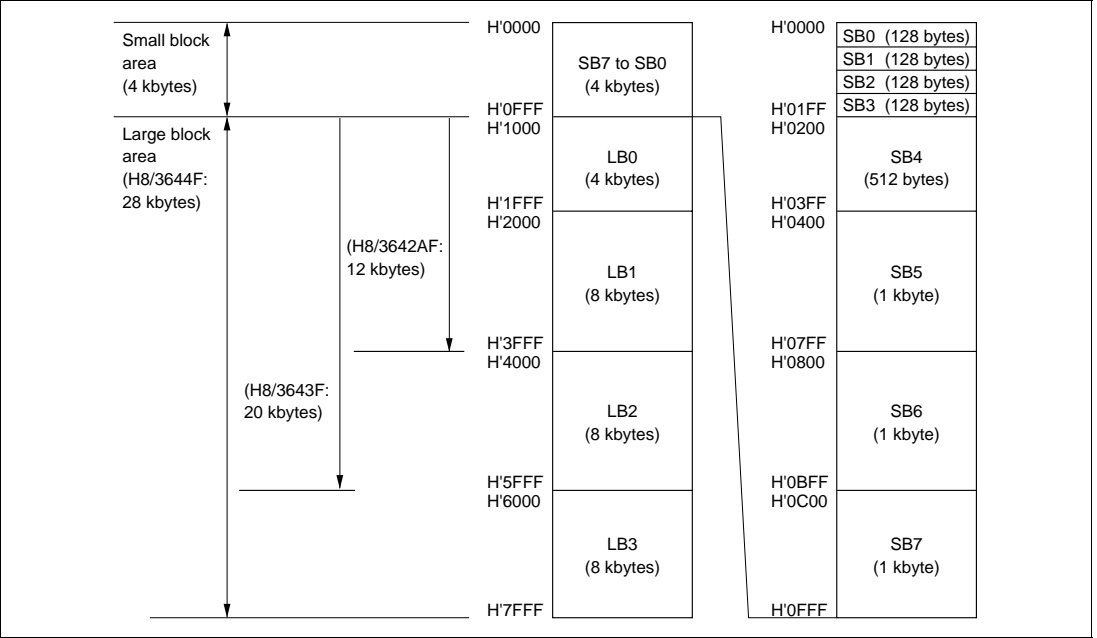 Small block
area
(4 kbytes)
Large block
area
(H8/3644F:
28 kbytes)
(H8/3642AF:
12 kbytes)
(H8/3643F:
20 kbytes)
H'0000
SB7 to SB0
(4 kbytes)
H'0FFF
H'1000
LB0
(4 kbytes)
H'1FFF
H'2000
LB1
(8 kbytes)
H'3FFF
H'4000
LB2
(8 kbytes)
H'5FFF
H'6000
LB3
(8 kbytes)
H'7FFF
H'0000
SB0 (128 bytes)
SB1 (128 bytes)
SB2 (128 bytes)
SB3 (128 bytes)
H'01FF
H'0200
SB4
(512 bytes)
H'03FF
H'0400
SB5
(1 kbyte)
H'07FF
H'0800
SB6
(1 kbyte)
H'0BFF
H'0C00
SB7
(1 kbyte)
H'0FFF